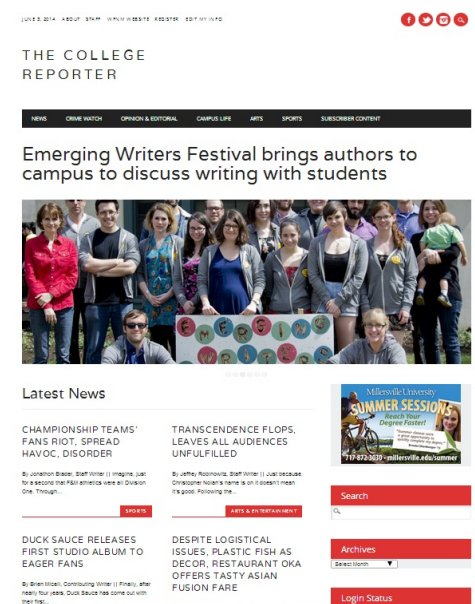 JUNE 3, 2014 ABOUT STAFF WFNM WEBSITE REGISTER EDIT MY INFO
THE COLLEGE
REPORTER
NEWS CRIME WATCH OPINION & EDITORIAL CAMPUS LIFE ARTS SPORTS SUBSCRIBER CONTENT
Emerging Writers Festival brings authors to
campus to discuss writing with students
EMERGING
WRITERS
Latest News
CHAMPIONSHIP TEAMS'
FANS RIOT, SPREAD
HAVOC, DISORDER
By Jonathon Blader, Staff Writer || Imagine, just
for a second that F&M athletics were all Division
One. Through...
SPORTS
TRANSCENDENCE FLOPS,
LEAVES ALL AUDIENCES
UNFULFILLED
By Jeffrey Robinowitz, Staff Writer || Just because
Christopher Nolan's name is on it doesn't mean
it's good. Following the...
ARTS & ENTERTAINMENT
DUCK SAUCE RELEASES
FIRST STUDIO ALBUM TO
EAGER FANS
By Brian Micell, Contributing Writer || Finally, after
nearly four years, Duck Sauce has come out with
their first...
DESPITE LOGISTICAL
ISSUES, PLASTIC FISH AS
DECOR, RESTAURANT OKA
OFFERS TASTY ASIAN
FUSION FARE
Millersville University
SUMMER SESSIONS
Reach Your
Degree Faster!
717-872-3030 • millersville.edu/summer
Search
Archives
Select Month
Login Status